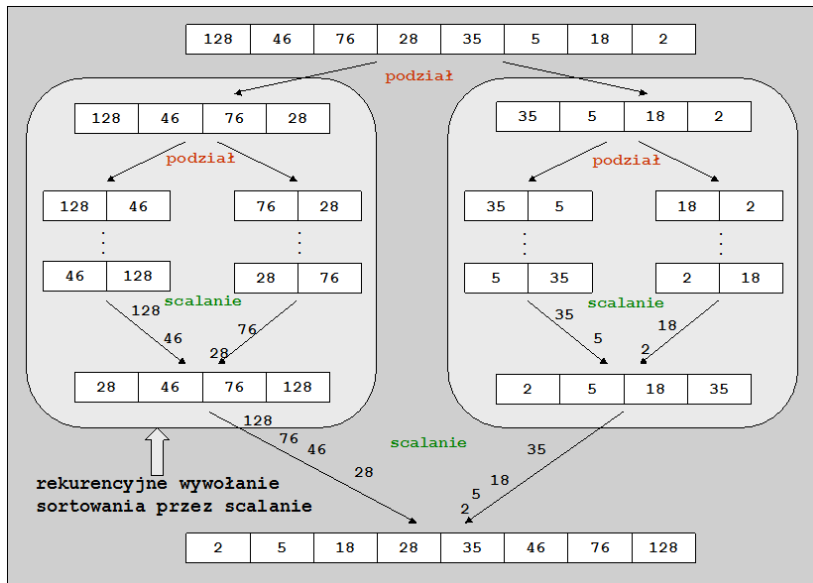 128 46 76 28 35 5 18 2
podział
128 46 76 28
35 5 18 2
podział
podział
128 46
76 28
35 5
18 2
46 128
28 76
5 35
2 18
scalanie
scalanie
128
46
76
28
35
5
18
2
28 46 76 128
2 5 18 35
128
76
46
28
scalanie
35
18
5
2
rekurencyjne wywołanie
sortowania przez scalanie
2 5 18 28 35 46 76 128